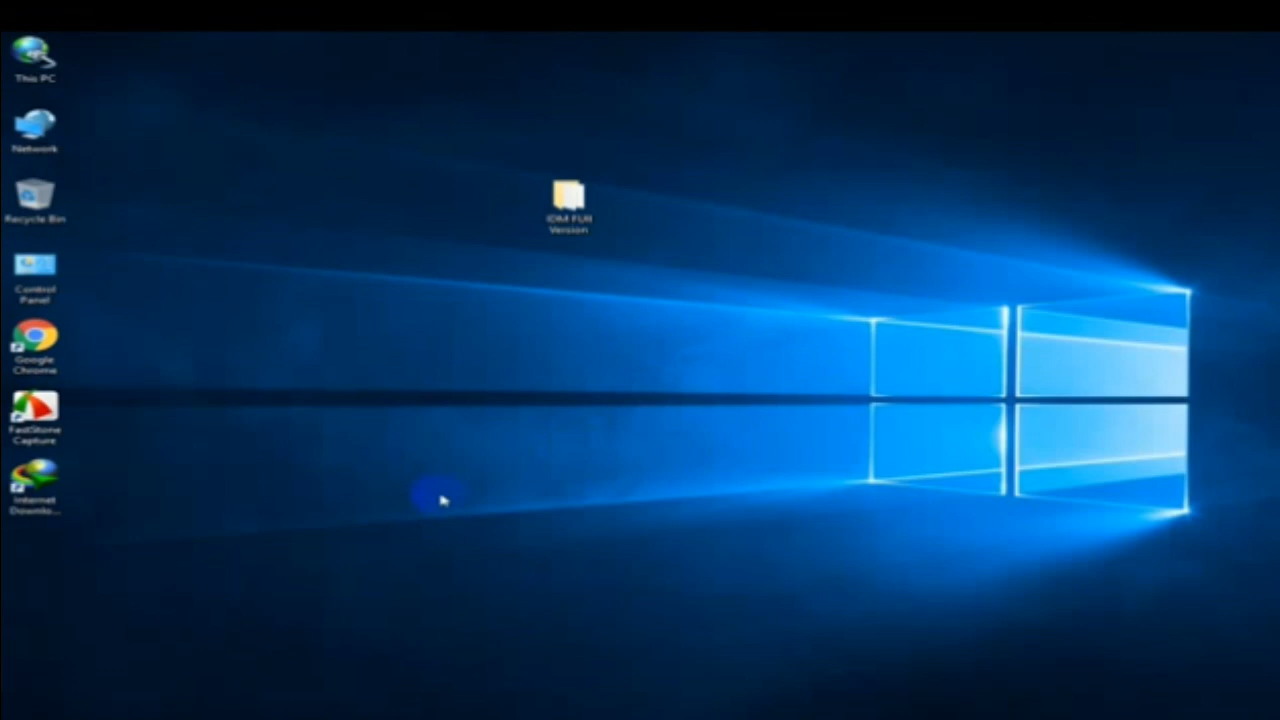 This PC
Network
Recycle Bin
Control
Panel
Google
Chrome
FastStone
Capture
Internet
Downlo...
IDM Full
Version